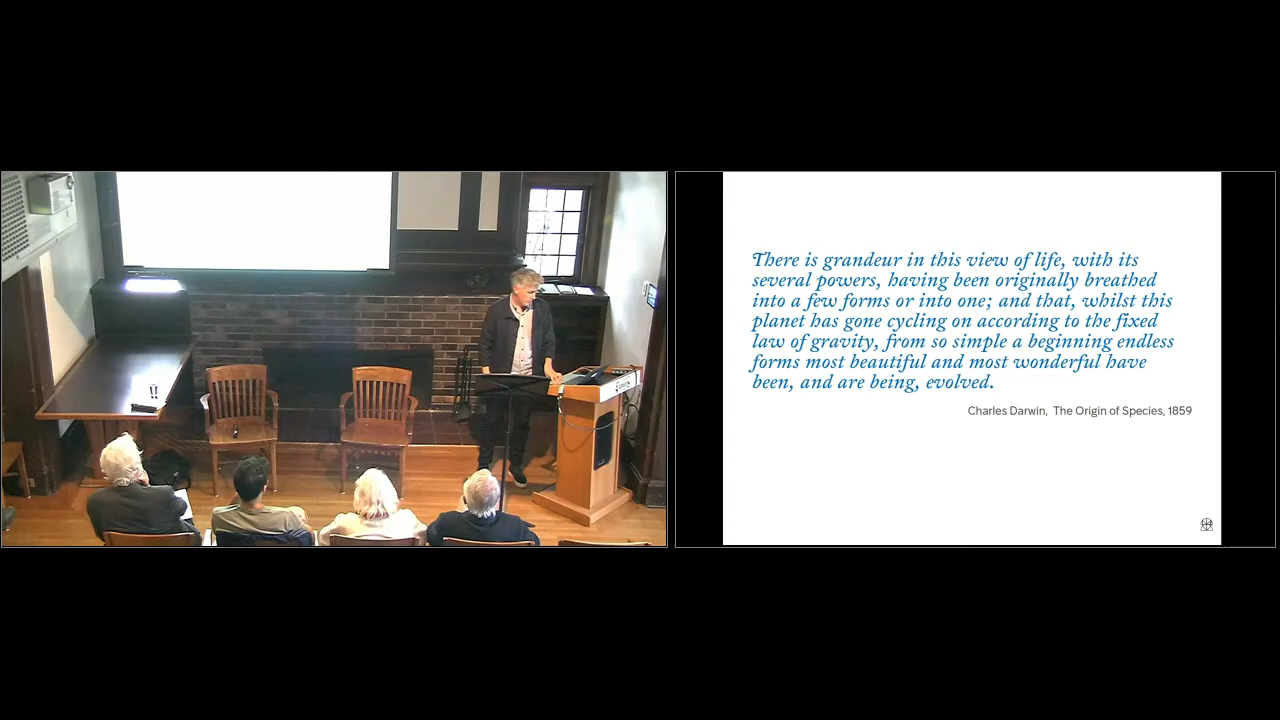 There is grandeur in this view of life, with its
several powers, having been originally breathed
into a few forms or into one; and that, whilst this
planet has gone cycling on according to the fixed
law of gravity, from so simple a beginning endless
forms most beautiful and most wonderful have
been, and are being, evolved.
Charles Darwin, The Origin of Species, 1859